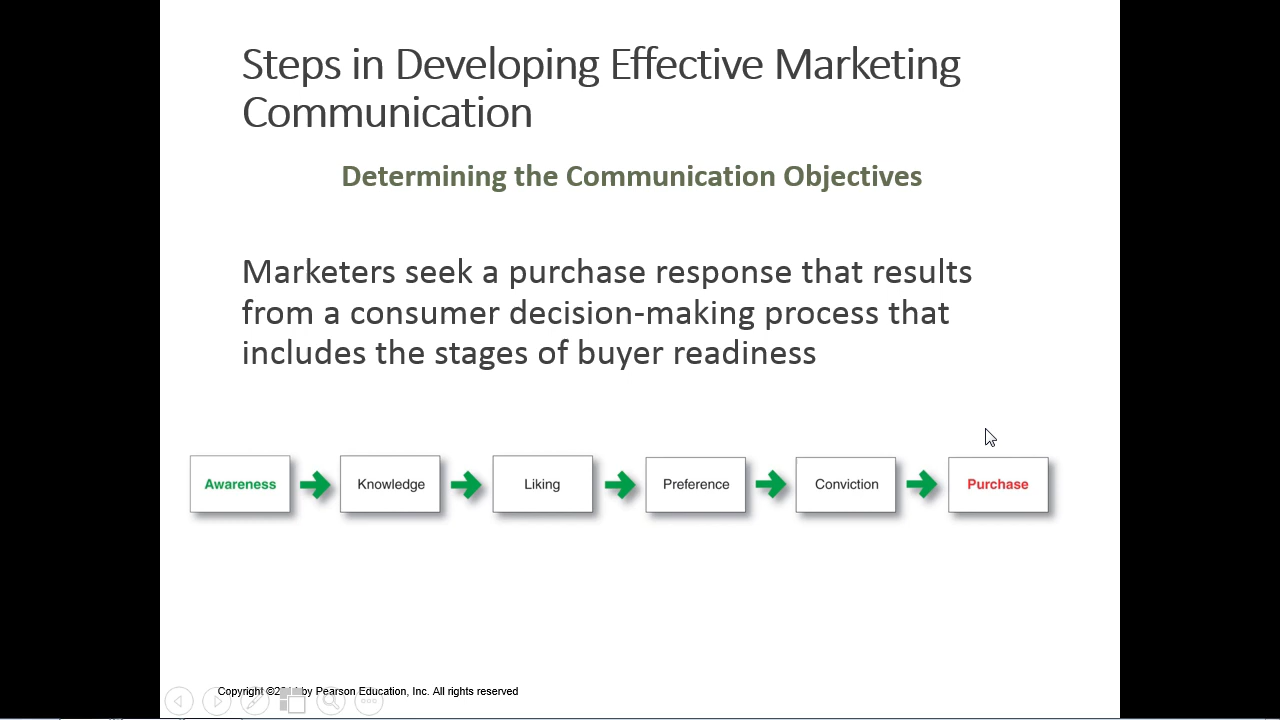 Steps in Developing Effective Marketing
Communication
Determining the Communication Objectives
Marketers seek a purchase response that results
from a consumer decision-making process that
includes the stages of buyer readiness
Awareness Knowledge Liking Preference Conviction Purchase
Copyright by Pearson Education, Inc. All rights reserved